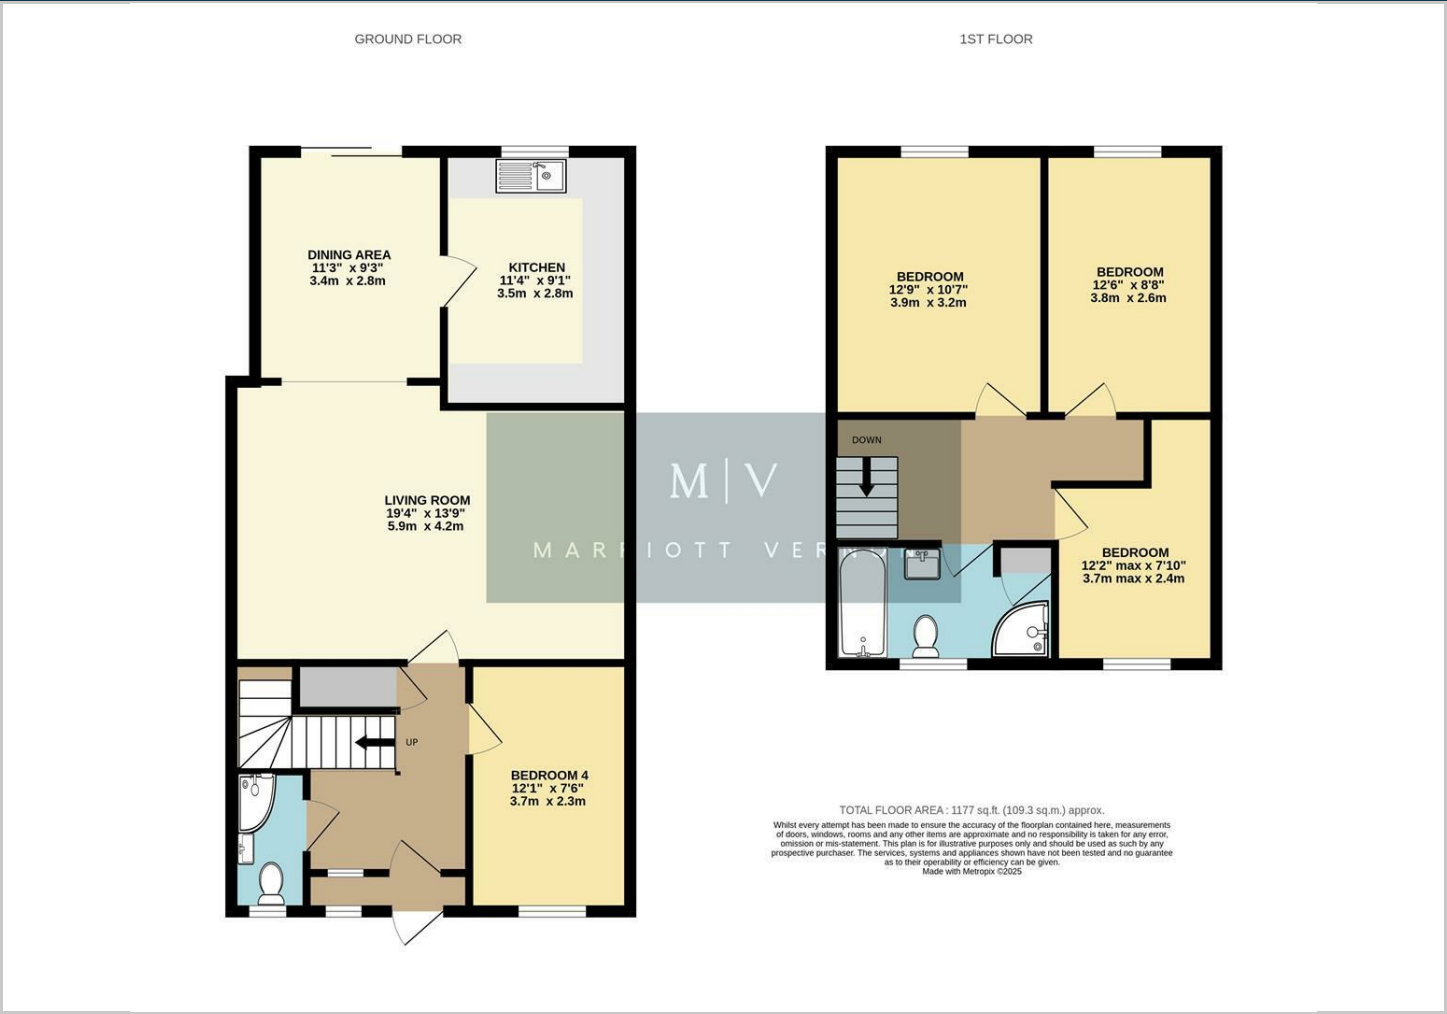 GROUND FLOOR
1ST FLOOR
DINING AREA
11'3" x 9'3"
3.4m x 2.8m
KITCHEN
11'4" x 9'1"
3.5m x 2.8m
BEDROOM
12'9" x 10'7"
3.9m x 3.2m
BEDROOM
12'6" x 8'8"
3.8m x 2.6m
DOWN
M|V
MARRIOTT VERNON
LIVING ROOM
19'4" x 13'9"
5.9m x 4.2m
BEDROOM
12'2" max x 7'10"
3.7m max x 2.4m
UP
BEDROOM 4
12'1" x 7'6"
3.7m x 2.3m
TOTAL FLOOR AREA : 1177 sq.ft. (109.3 sq.m.) approx.
Whilst every attempt has been made to ensure the accuracy of the floorplan contained here, measurements
of doors, windows, rooms and any other items are approximate and no responsibility is taken for any error,
omission or mis-statement. This plan is for illustrative purposes only and should be used as such by any
prospective purchaser. The services, systems and appliances shown have not been tested and no guarantee
as to their operability or efficiency can be given.
Made with Metropix ©2025